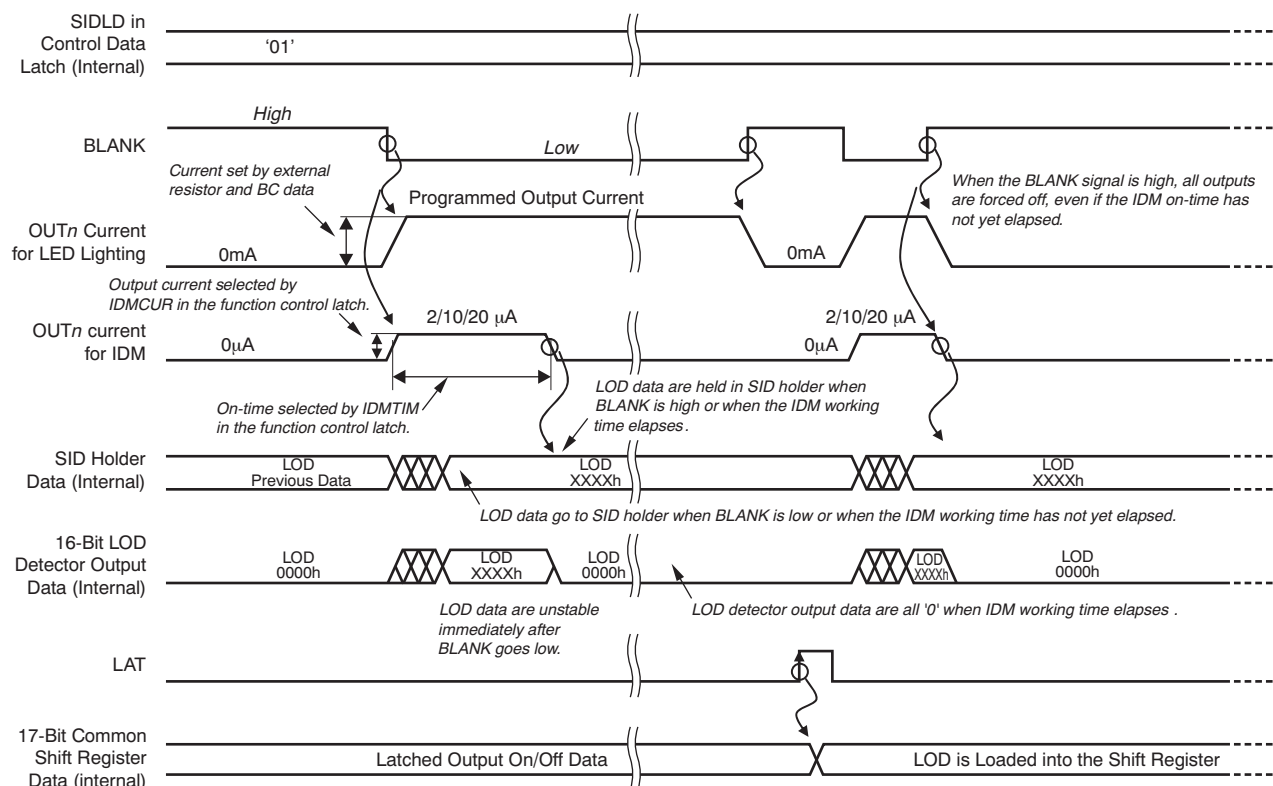 SIDLD in
Control Data
Latch (Internal)
'01'
BLANK
High
Low
Current set by external
resistor and BC data
Programmed Output Current
When the BLANK signal is high, all outputs
are forced off, even if the IDM on-time has
not yet elapsed.
OUTn Current
for LED Lighting
0mA
0mA
Output current selected by
IDMCUR in the function control latch.
OUTn current
for IDM
0μA
2/10/20 μA
0μA
2/10/20 μA
On-time selected by IDMTIM
in the function control latch.
LOD data are held in SID holder when
BLANK is high or when the IDM working
time elapses.
SID Holder
Data (Internal)
LOD
Previous Data
LOD
XXXXh
LOD
XXXXh
LOD data go to SID holder when BLANK is low or when the IDM working time has not yet elapsed.
16-Bit LOD
Detector Output
Data (Internal)
LOD
0000h
LOD
XXXXh
LOD
0000h
LOD
XXXXh
LOD
0000h
LOD data are unstable
immediately after
BLANK goes low.
LOD detector output data are all '0' when IDM working time elapses .
LAT
17-Bit Common
Shift Register
Data (internal)
Latched Output On/Off Data
LOD is Loaded into the Shift Register